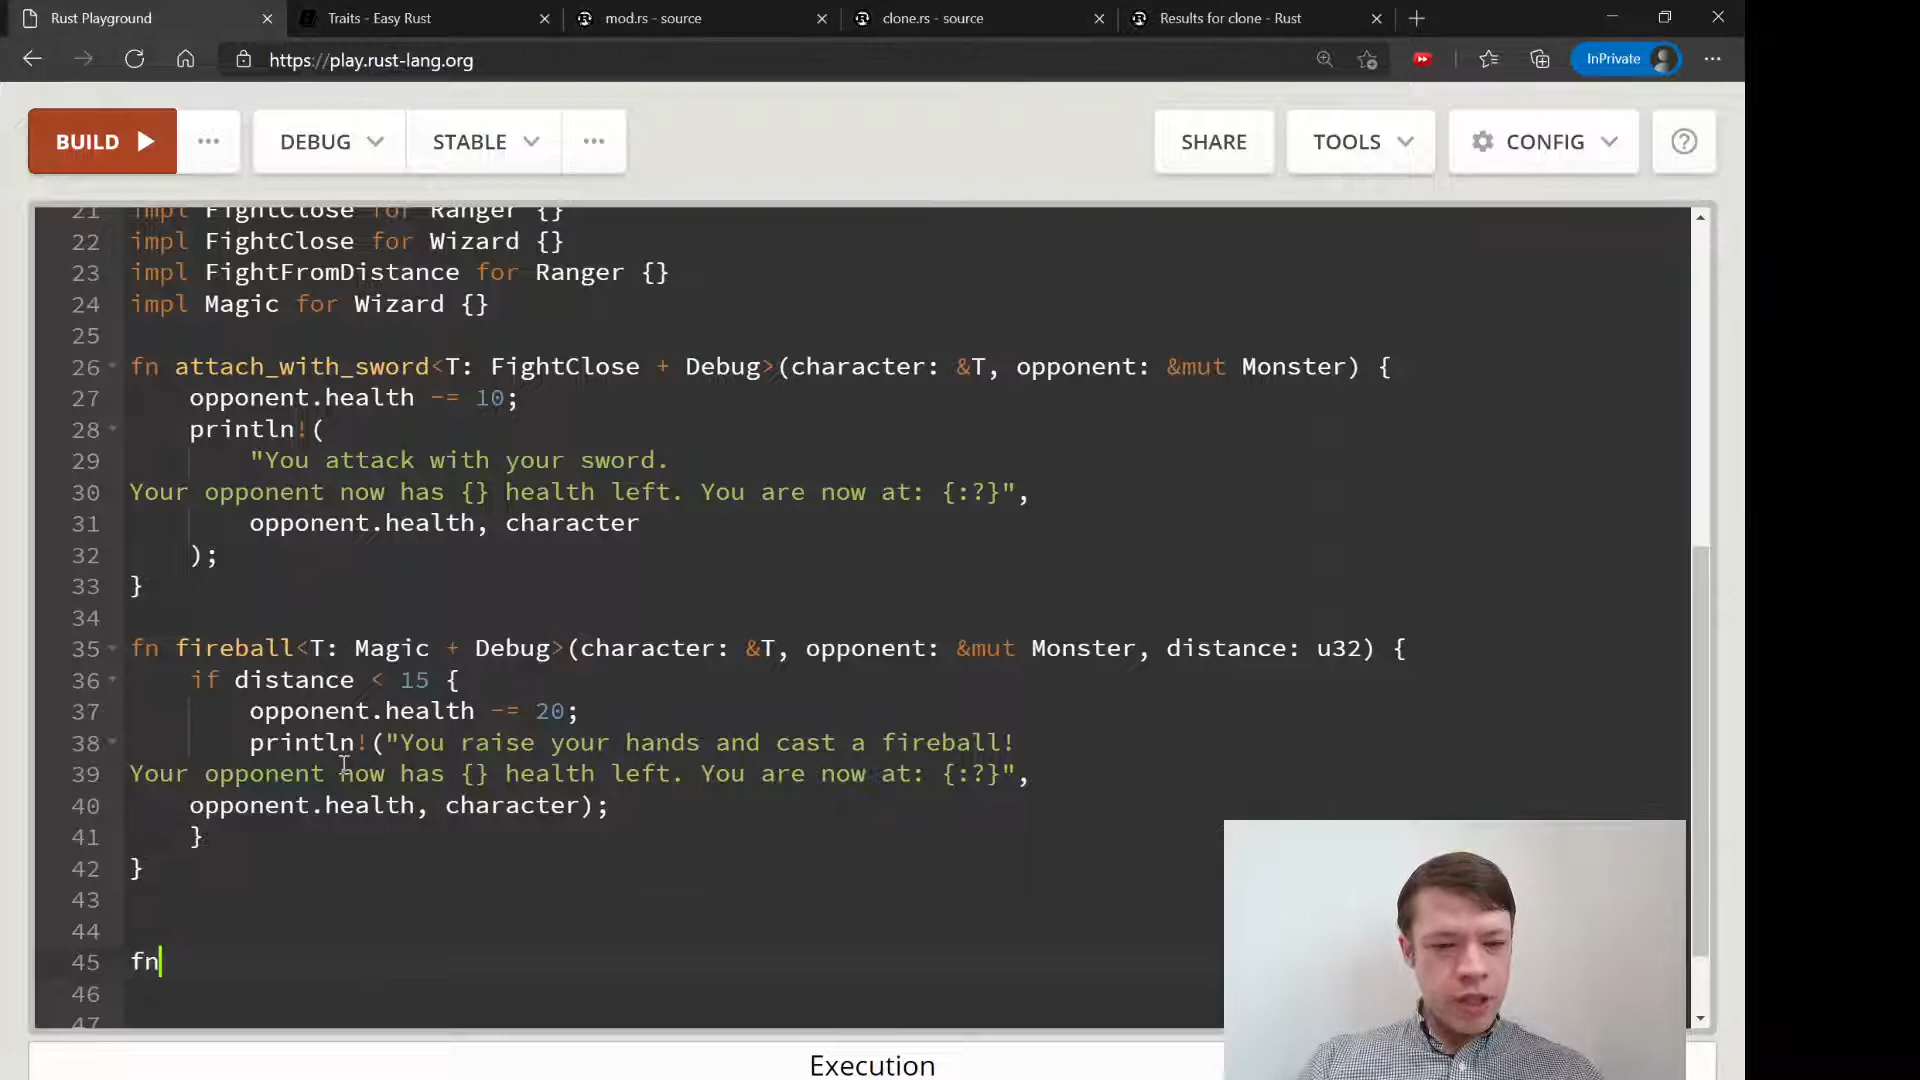 Rust Playground
Traits - Easy Rust
mod.rs - source
clone.rs - source
Results for clone - Rust
https://play.rust-lang.org
InPrivate
BUILD
DEBUG
STABLE
SHARE
TOOLS
CONFIG
21 impl FightClose for Ranger {}
22 impl FightClose for Wizard {}
23 impl FightFromDistance for Ranger {}
24 impl Magic for Wizard {}
25
26 fn attach_with_sword<T: FightClose + Debug>(character: &T, opponent: &mut Monster) {
27 opponent.health -= 10;
28 println!(
29 "You attack with your sword.
30 Your opponent now has {} health left. You are now at: {:?}",
31 opponent.health, character
32 );
33 }
34
35 fn fireball<T: Magic + Debug>(character: &T, opponent: &mut Monster, distance: u32) {
36 if distance < 15 {
37 opponent.health -= 20;
38 println!("You raise your hands and cast a fireball!
39 Your opponent now has {} health left. You are now at: {:?}",
40 opponent.health, character);
41 }
42 }
43
44
45 fn
46
47
Execution